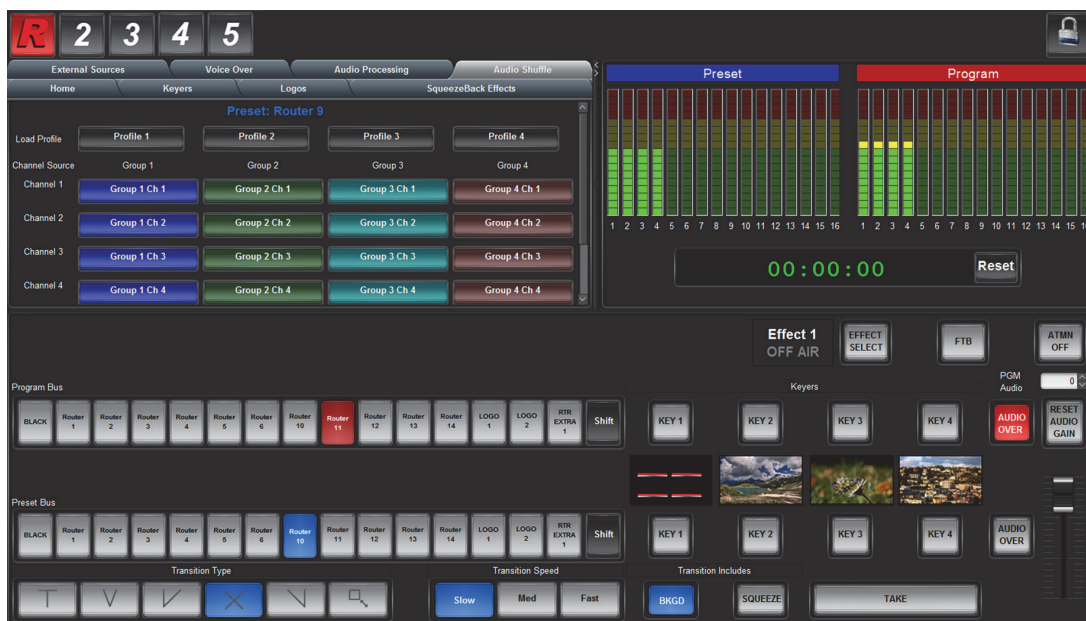 R 2 3 4 5
External Sources Voice Over Audio Processing Audio Shuffle
Home Keyers Logos SqueezeBack Effects
Preset: Router 9
Load Profile Profile 1 Profile 2 Profile 3 Profile 4
Channel Source Group 1 Group 2 Group 3 Group 4
Channel 1 Group 1 Ch 1 Group 2 Ch 1 Group 3 Ch 1 Group 4 Ch 1
Channel 2 Group 1 Ch 2 Group 2 Ch 2 Group 3 Ch 2 Group 4 Ch 2
Channel 3 Group 1 Ch 3 Group 2 Ch 3 Group 3 Ch 3 Group 4 Ch 3
Channel 4 Group 1 Ch 4 Group 2 Ch 4 Group 3 Ch 4 Group 4 Ch 4
Preset Program
1 2 3 4 5 6 7 8 9 10 11 12 13 14 15 16 1 2 3 4 5 6 7 8 9 10 11 12 13 14 15
00:00:00 Reset
Effect 1
OFF AIR
EFFECT
SELECT
FTB
ATMN
OFF
Program Bus
Keyers
PGM
Audio
0
BLACK Router 1 Router 2 Router 3 Router 4 Router 5 Router 6 Router 10 Router 11 Router 12 Router 13 Router 14 LOGO 1 LOGO 2 RTR EXTRA 1 Shift
KEY 1 KEY 2 KEY 3 KEY 4
AUDIO
OVER
RESET
AUDIO
GAIN
Preset Bus
BLACK Router 1 Router 2 Router 3 Router 4 Router 5 Router 6 Router 10 Router 11 Router 12 Router 13 Router 14 LOGO 1 LOGO 2 RTR EXTRA 1 Shift
KEY 1 KEY 2 KEY 3 KEY 4
AUDIO
OVER
Transition Type Transition Speed Transition Includes
Slow Med Fast BKGD SQUEEZE TAKE